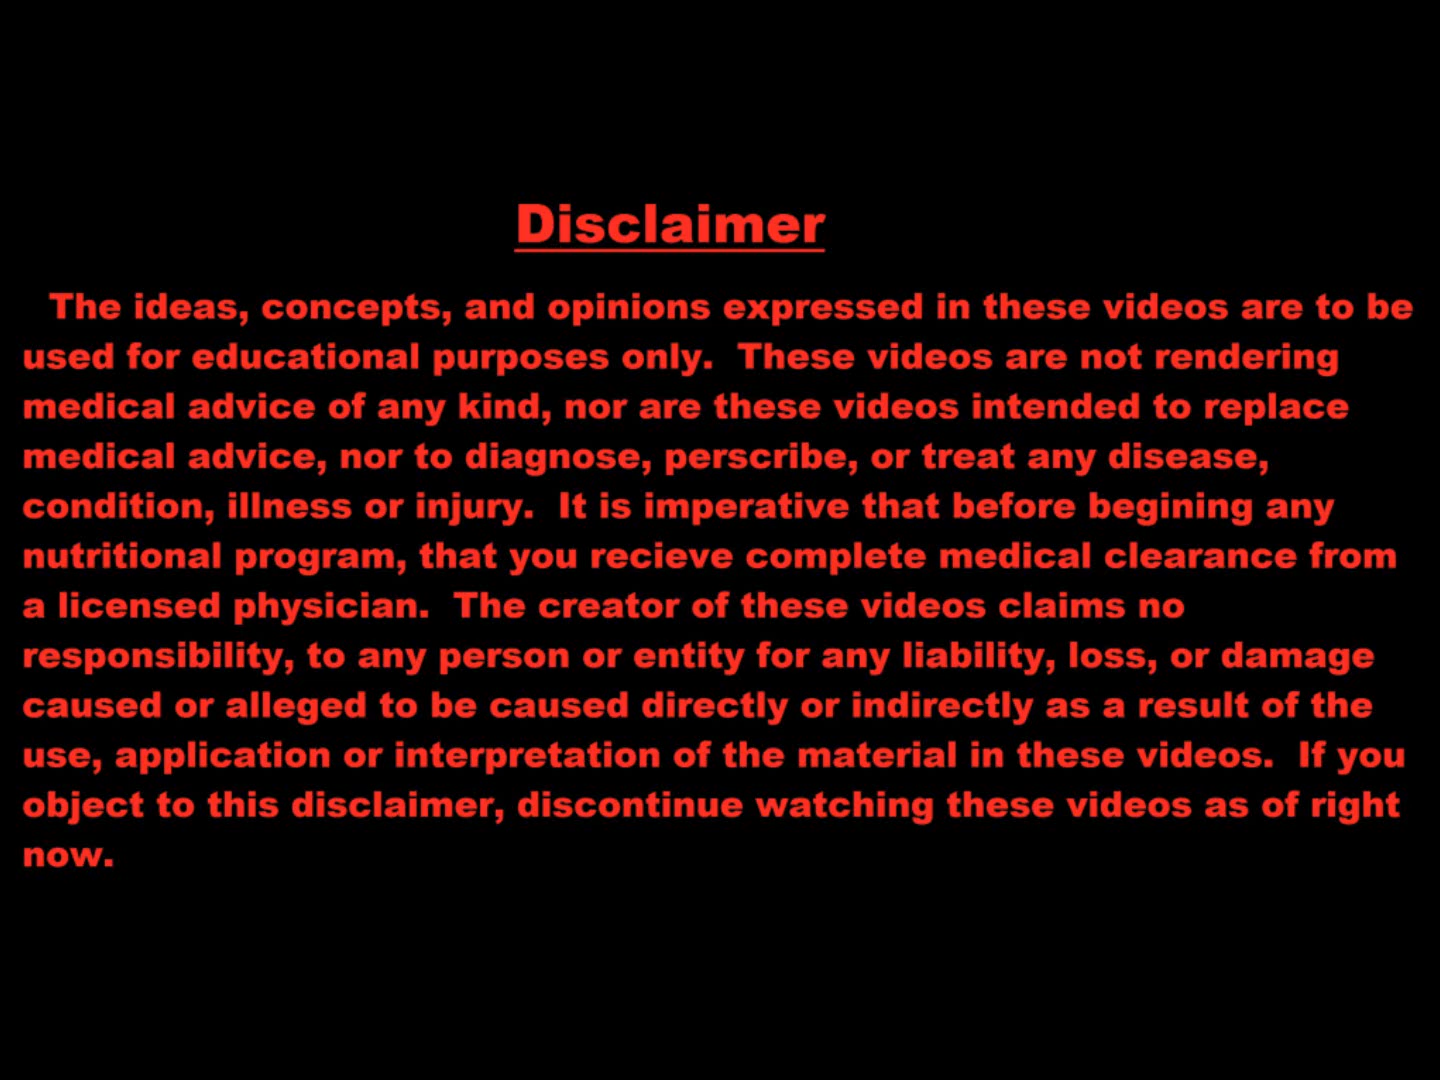 Disclaimer
The ideas, concepts, and opinions expressed in these videos are to be
used for educational purposes only.  These videos are not rendering
medical advice of any kind, nor are these videos intended to replace
medical advice, nor to diagnose, perscribe, or treat any disease,
condition, illness or injury.  It is imperative that before begining any
nutritional program, that you recieve complete medical clearance from
a licensed physician.  The creator of these videos claims no
responsibility, to any person or entity for any liability, loss, or damage
caused or alleged to be caused directly or indirectly as a result of the
use, application or interpretation of the material in these videos.  If you
object to this disclaimer, discontinue watching these videos as of right
now.